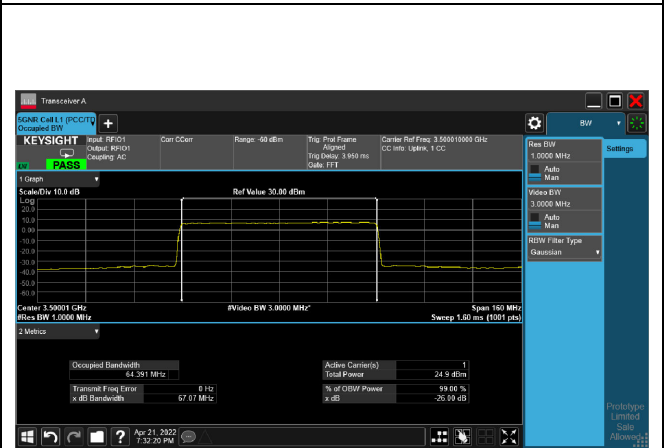 Transceiver A
5GNR Cell L1 (PCC/TD
Occupied BW
+
BW
KEYSIGHT
Input: RFIO1
Output: RFIO1
Coupling: AC
Corr CCorr
Range: -60 dBm
Trig: Prot Frame
Aligned
Trig Delay: 3.950 ms
Gate: FFT
Carrier Ref Freq: 3.500010000 GHz
CC Info: Uplink, 1 CC
PASS
Res BW
1.0000 MHz
Auto
Man
Settings
Video BW
3.0000 MHz
Auto
Man
RBW Filter Type
Gaussian
1 Graph
Scale/Div 10.0 dB
Ref Value 30.00 dBm
Log
20.0
10.0
0.00
-10.0
-20.0
-30.0
-40.0
-50.0
-60.0
Center 3.50001 GHz
#Video BW 3.0000 MHz*
Span 160 MHz
#Res BW 1.0000 MHz
Sweep 1.60 ms (1001 pts)
2 Metrics
Occupied Bandwidth
64.391 MHz
Active Carrier(s) 1
Total Power 24.9 dBm
Transmit Freq Error 0 Hz
x dB Bandwidth 67.07 MHz
% of OBW Power 99.00 %
x dB -26.00 dB
Prototype
Limited
Sale
Allowed
?
Apr 21, 2022
7:32:20 PM